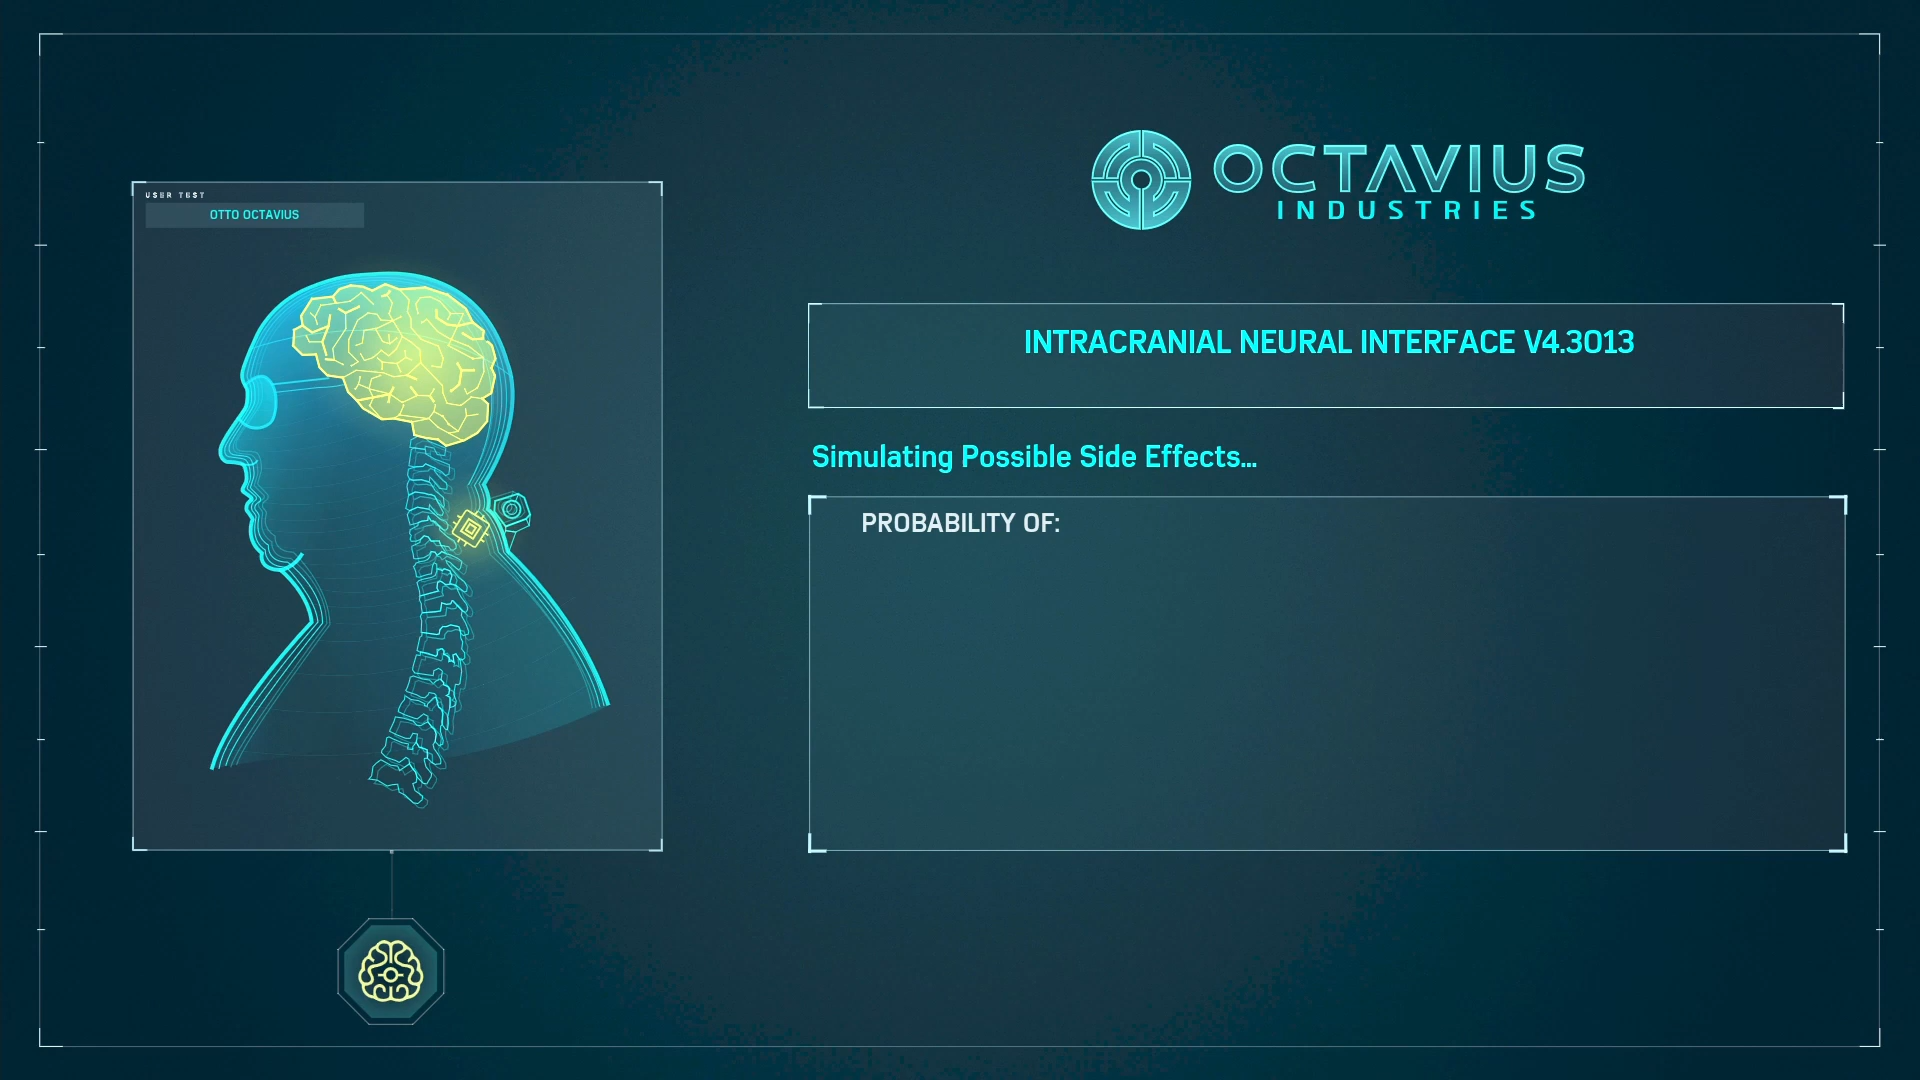 USER TEST
OTTO OCTAVIUS
OCTAVIUS
INDUSTRIES
INTRACRANIAL NEURAL INTERFACE V4.3013
Simulating Possible Side Effects...
PROBABILITY OF: